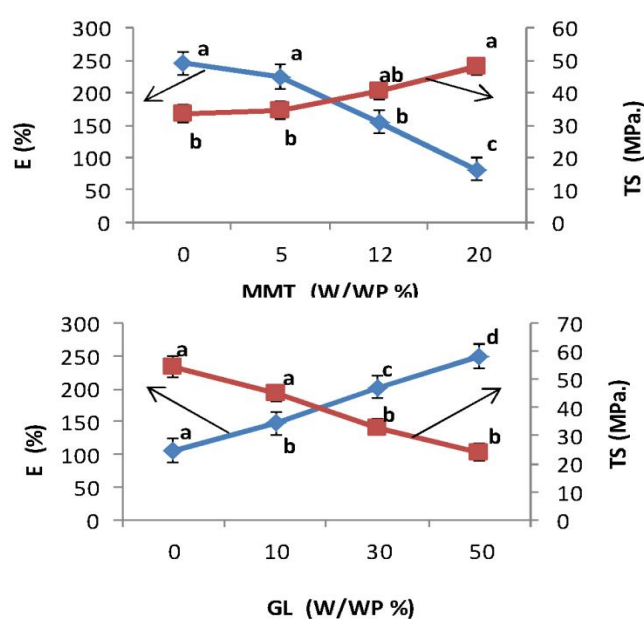 300 60
250 a a a 50
200 ab 40
150 b b b 30
100 c 20
50 10
0 0
E (%)
TS (MPa.)
0 5 12 20
MMT (W/WP %)
300 70
250 a d 60
200 a c 50
150 40
100 a b b b 30
50 20
0 10
0
E (%)
TS (MPa.)
0 10 30 50
GL (W/WP %)